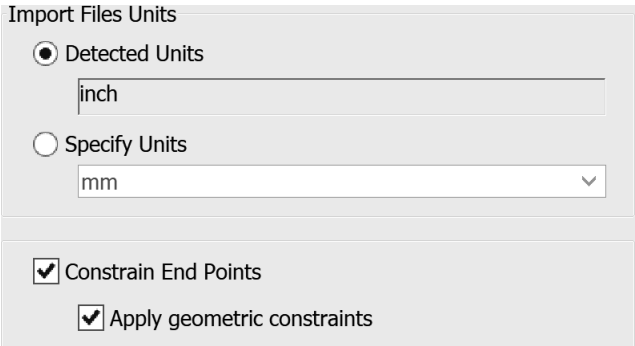 Import Files Units
Detected Units
inch
Specify Units
mm
Constrain End Points
Apply geometric constraints